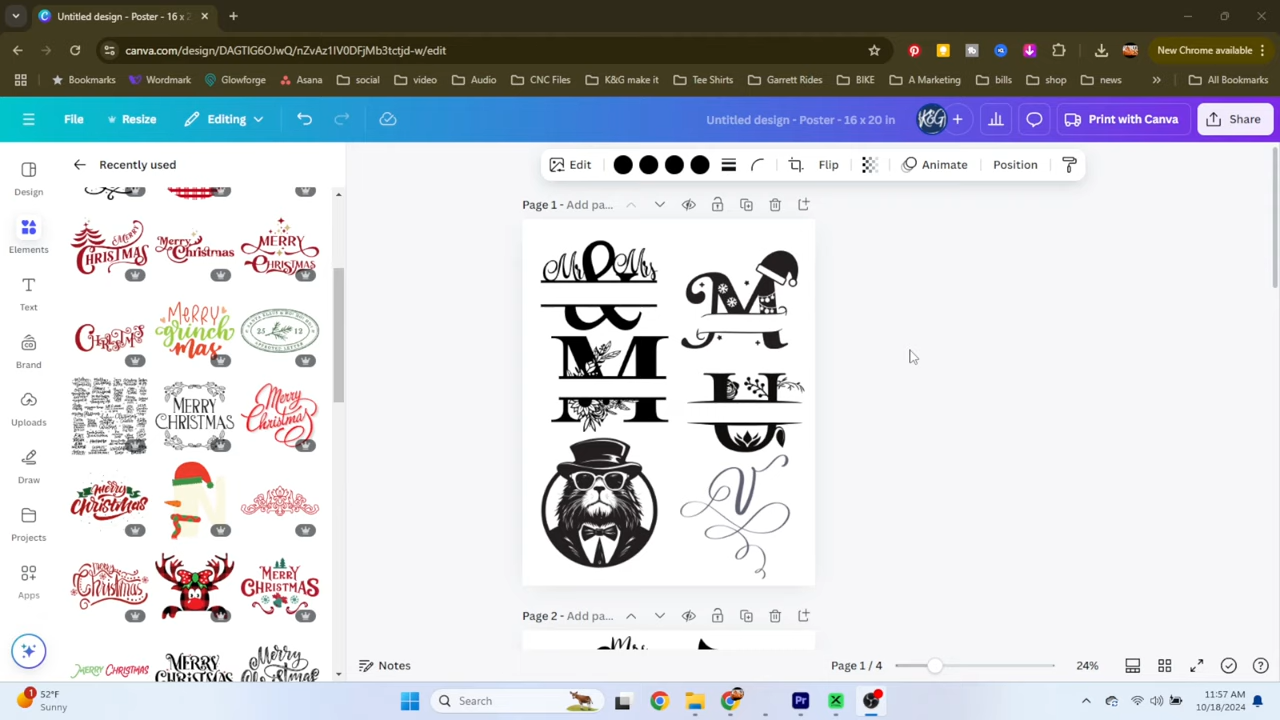 Untitled design - Poster - 16 x 2
canva.com/design/DAGTIG6OJwQ/nZvAz1IV0DFjMb3tctjd-w/edit
New Chrome available
Bookmarks
Wordmark
Glowforge
Asana
social
video
Audio
CNC Files
K&G make it
Tee Shirts
Garrett Rides
BIKE
A Marketing
bills
shop
news
All Bookmarks
File
Resize
Editing
Untitled design - Poster - 16 x 20 in
K&G
Print with Canva
Share
Design
Elements
Text
Brand
Uploads
Draw
Projects
Apps
Recently used
Merry CHRISTMAS
Merry Christmas
MERRY CHRISTMAS
CHRISTMAS
MERRY grinch mas
25 12
MERRY CHRISTMAS
Merry Christmas
merry Christmas
N
merry Christmas
MERRY CHRISTMAS
MERRY CHRISTMAS
MERRY
Merry
Edit
Flip
Animate
Position
Page 1 - Add pa...
Mr & Mrs
M
M
U
V
Page 2 - Add pa...
Mrs
Notes
Page 1 / 4
24%
1
52°F
Sunny
Search
11:57 AM
10/18/2024